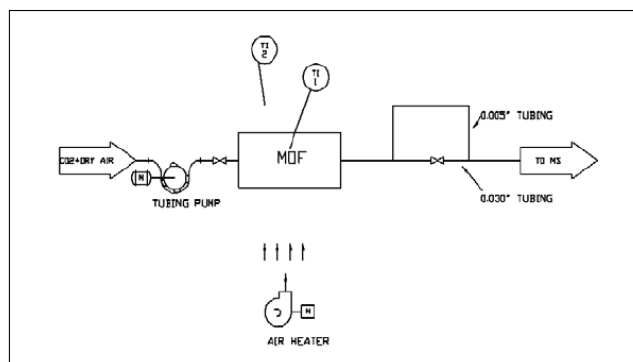 TI
2
TI
1
0.005" TUBING
CO2+DRY AIR
MOF
TO MS
M
TUBING PUMP
0.030" TUBING
M
AIR HEATER